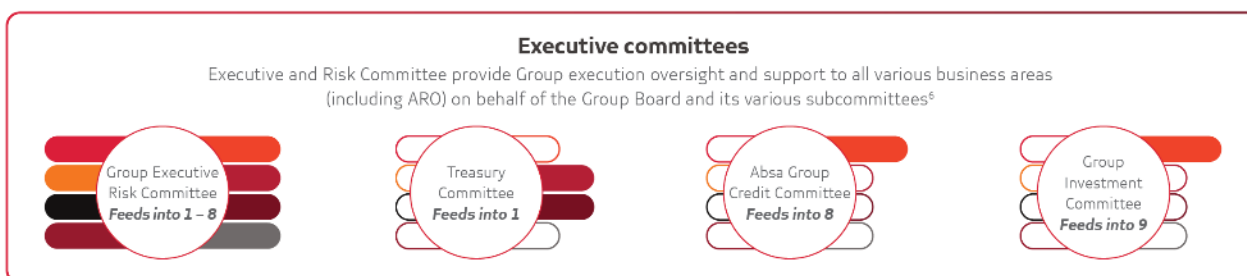 Executive committees
Executive and Risk Committee provide Group execution oversight and support to all various business areas
(including ARO) on behalf of the Group Board and its various subcommittees⁶
Group Executive
Risk Committee
Feeds into 1 – 8
Treasury
Committee
Feeds into 1
Absa Group
Credit Committee
Feeds into 8
Group
Investment
Committee
Feeds into 9